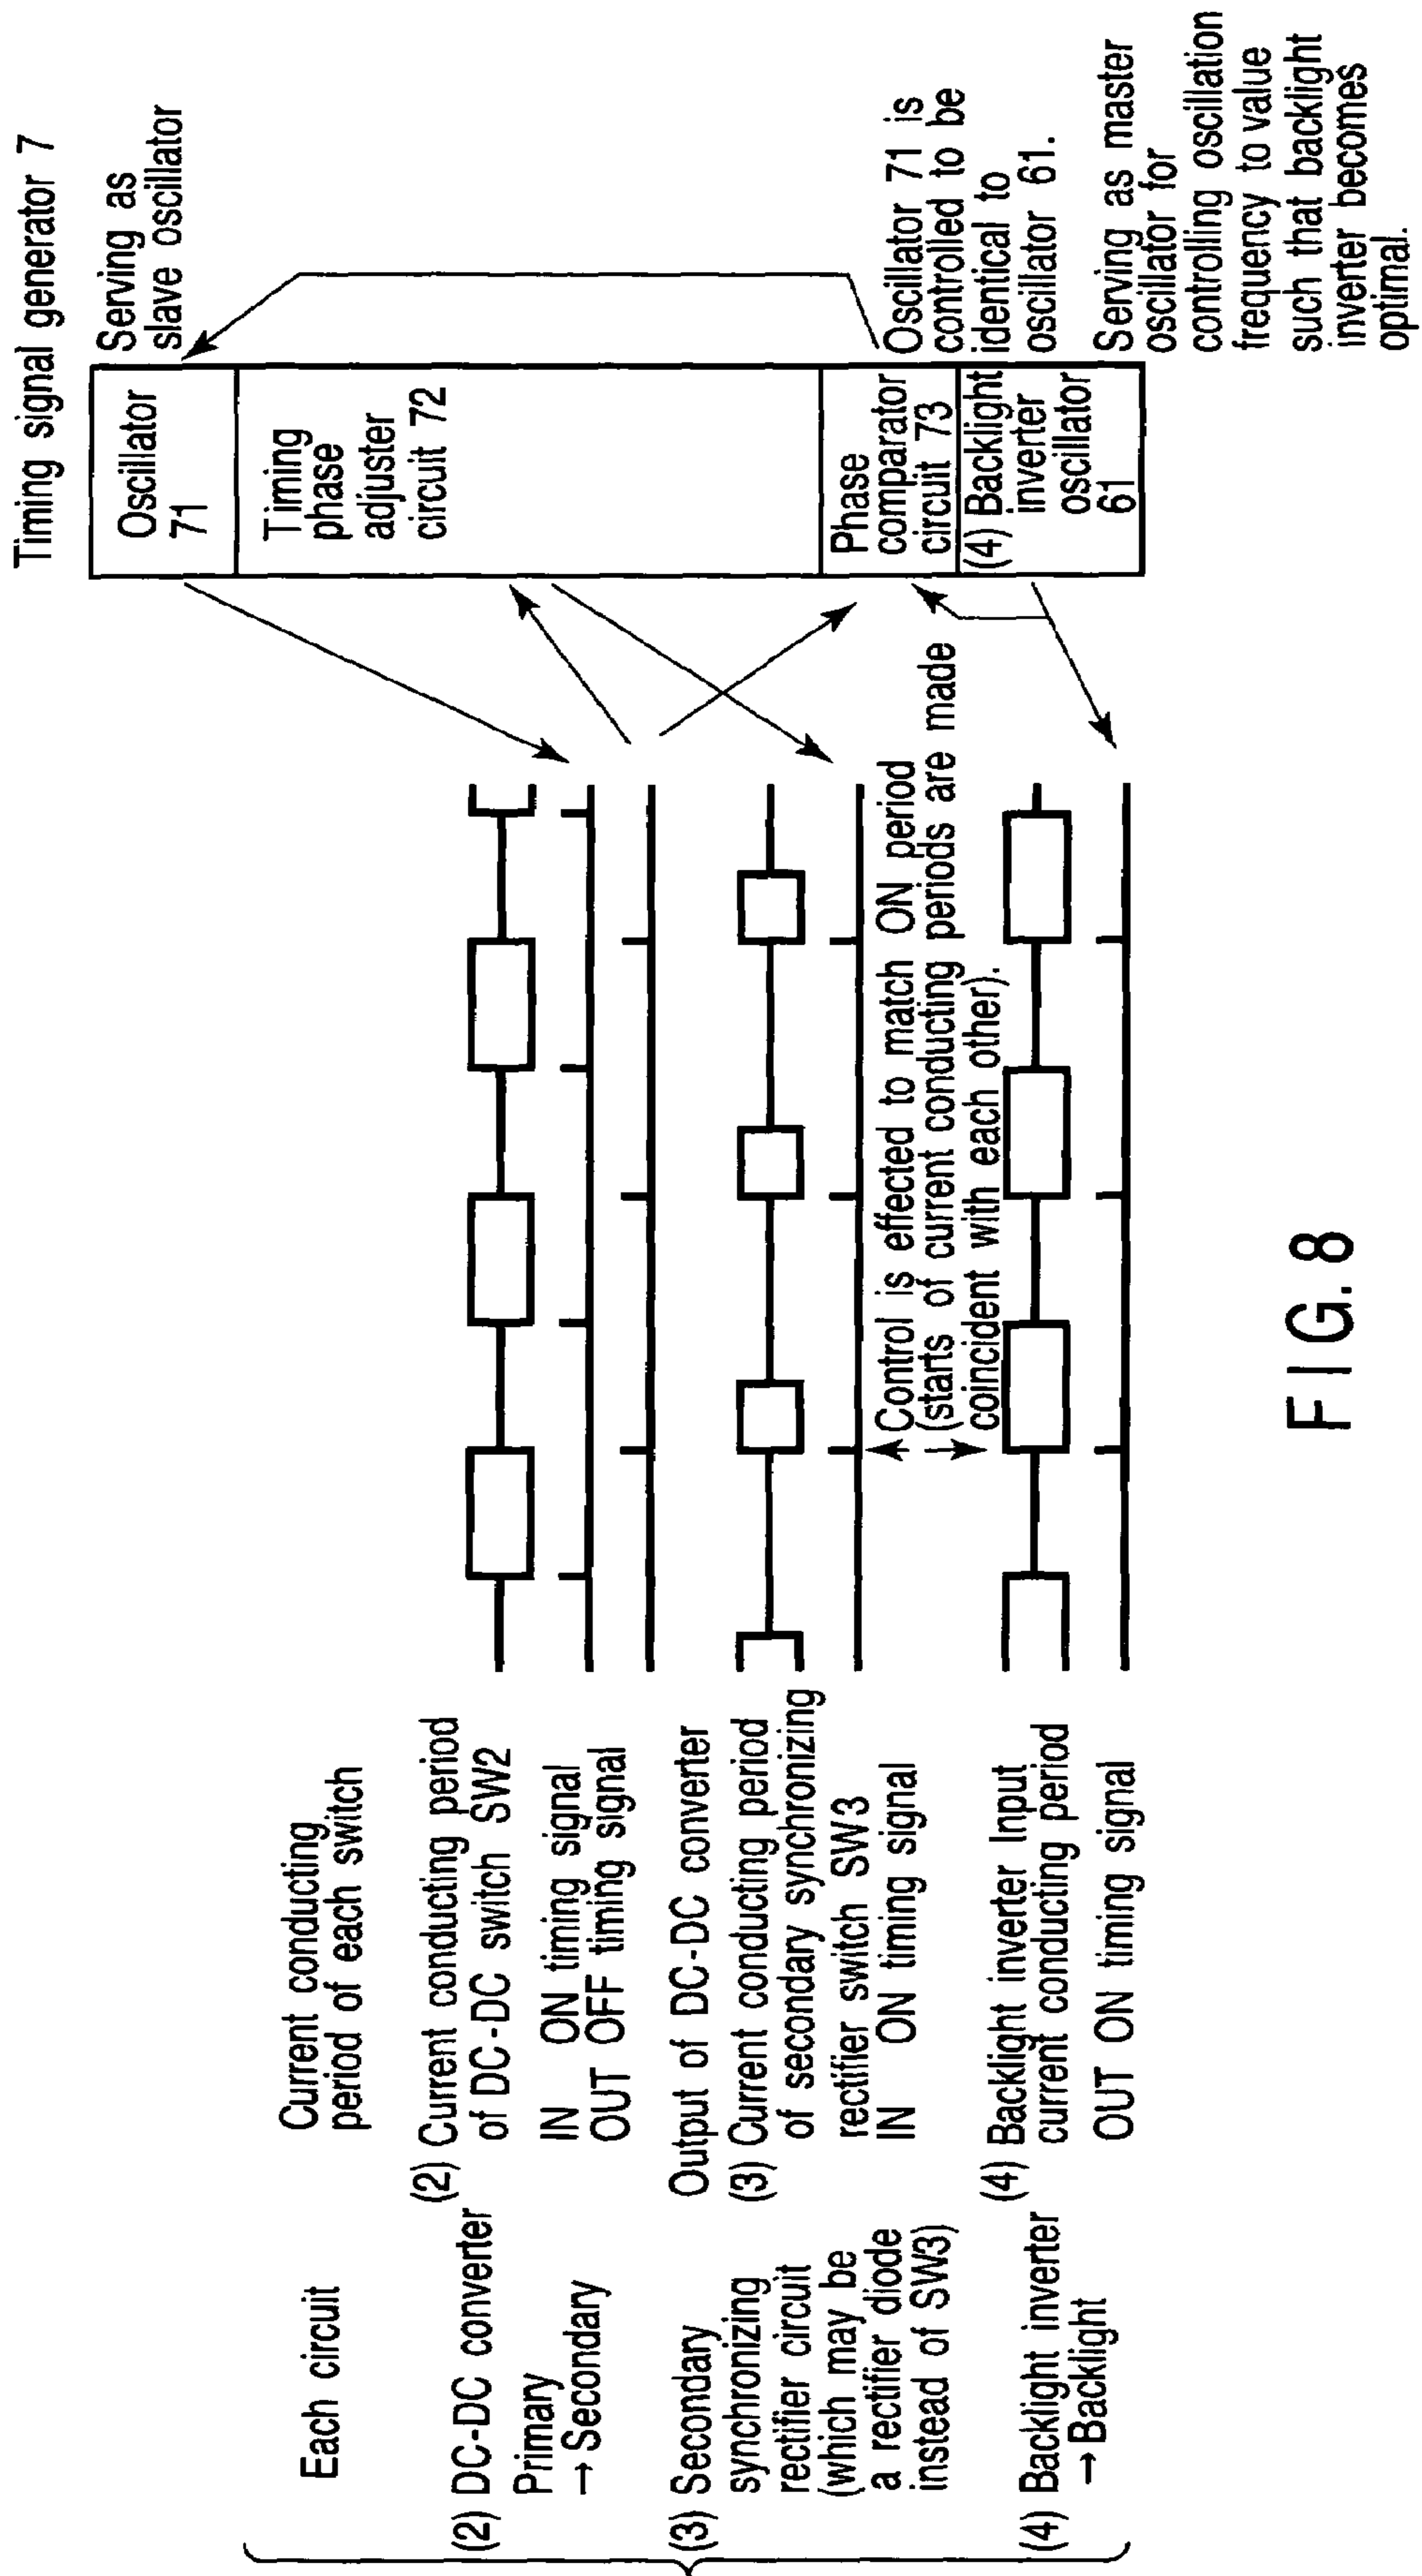 Timing signal generator 7
Each circuit
Current conducting
period of each switch
(2) DC-DC converter
Primary
→ Secondary
(2) Current conducting period
of DC-DC switch SW2
IN ON timing signal
OUT OFF timing signal
(3) Secondary
synchronizing
rectifier circuit
(which may be
a rectifier diode
instead of SW3)
Output of DC-DC converter
(3) Current conducting period
of secondary synchronizing
rectifier switch SW3
IN ON timing signal
(4) Backlight inverter
→ Backlight
(4) Backlight inverter Input
current conducting period
OUT ON timing signal
Control is effected to match ON period
(starts of current conducting periods are made
coincident with each other).
Oscillator
71
Timing
phase
adjuster
circuit 72
Phase
comparator
circuit 73
(4) Backlight
inverter
oscillator
61
Serving as
slave oscillator
Oscillator 71 is
controlled to be
identical to
oscillator 61.
Serving as master
oscillator for
controlling oscillation
frequency to value
such that backlight
inverter becomes
optimal.
FIG. 8